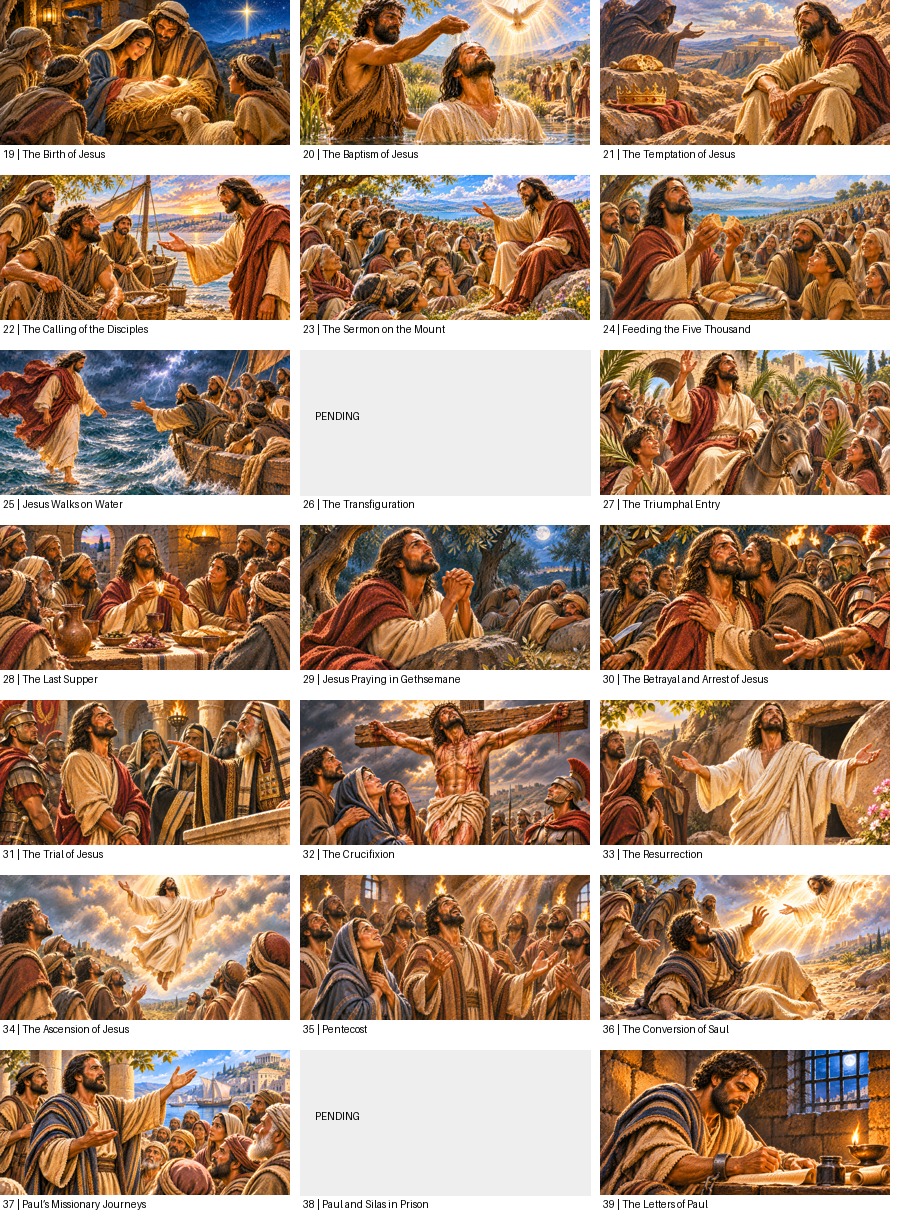 19 | The Birth of Jesus
20 | The Baptism of Jesus
21 | The Temptation of Jesus
22 | The Calling of the Disciples
23 | The Sermon on the Mount
24 | Feeding the Five Thousand
25 | Jesus Walks on Water
PENDING
26 | The Transfiguration
27 | The Triumphal Entry
28 | The Last Supper
29 | Jesus Praying in Gethsemane
30 | The Betrayal and Arrest of Jesus
31 | The Trial of Jesus
32 | The Crucifixion
33 | The Resurrection
34 | The Ascension of Jesus
35 | Pentecost
36 | The Conversion of Saul
37 | Paul's Missionary Journeys
PENDING
38 | Paul and Silas in Prison
39 | The Letters of Paul